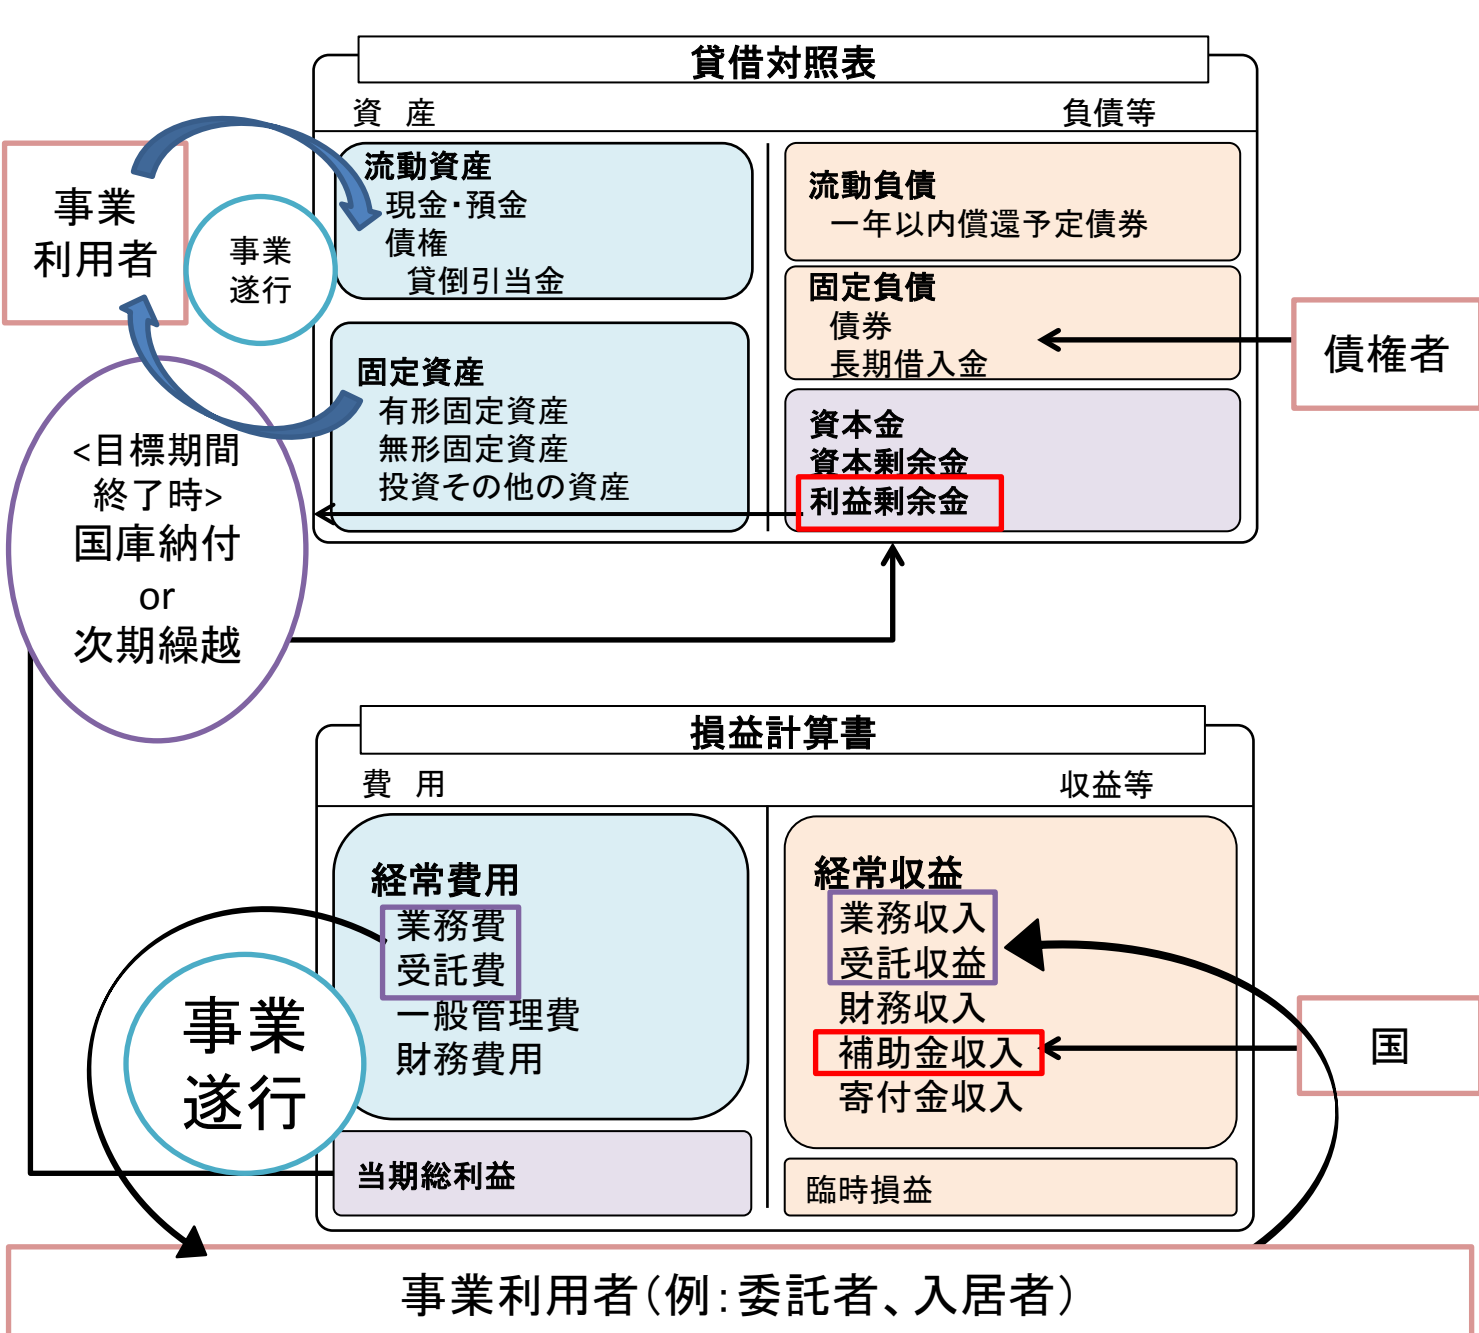 貸借対照表
資　産
負債等
事業
利用者
事業
遂行
流動資産
現金・預金
債権
貸倒引当金
固定資産
有形固定資産
無形固定資産
投資その他の資産
流動負債
一年以内償還予定債券
固定負債
債券
長期借入金
資本金
資本剰余金
利益剰余金
債権者
<目標期間
終了時>
国庫納付
or
次期繰越
損益計算書
費　用
収益等
経常費用
業務費
受託費
一般管理費
財務費用
当期総利益
事業
遂行
経常収益
業務収入
受託収益
財務収入
補助金収入
寄付金収入
臨時損益
国
事業利用者（例：委託者、入居者）